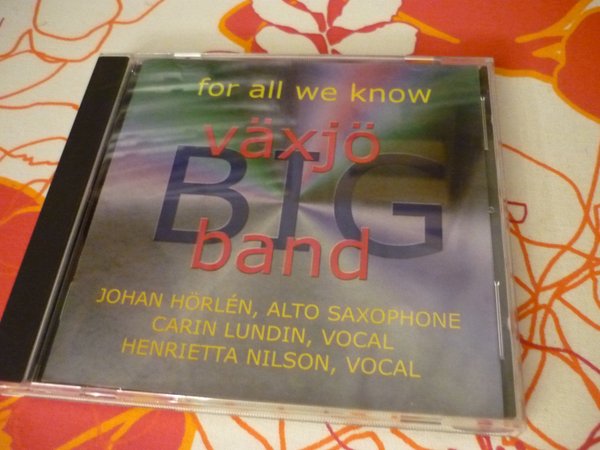 for all we know
växjö
BIG
band
JOHAN HÖRLÉN, ALTO SAXOPHONE
CARIN LUNDIN, VOCAL
HENRIETTA NILSON, VOCAL